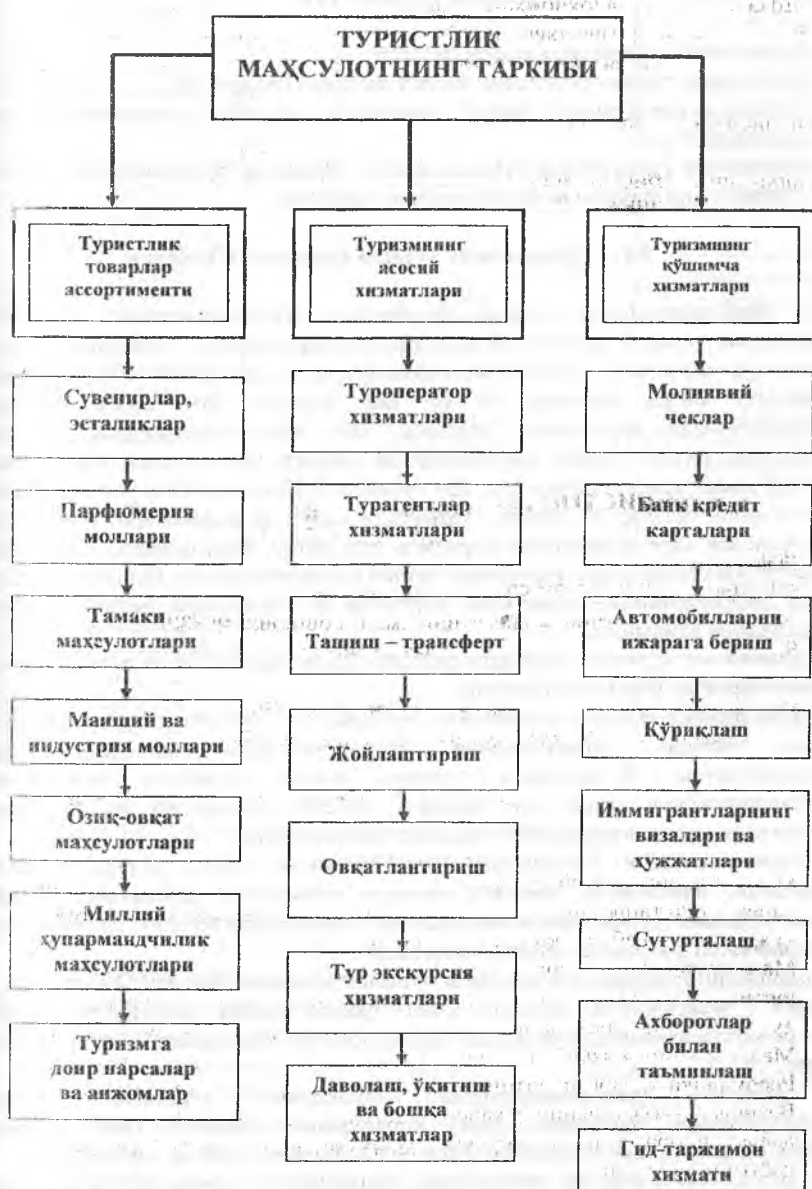 ТУРИСТЛИК
МАҲСУЛОТНИНГ ТАРКИБИ
Туристлик
товарлар
ассортименти
Сувенирлар,
эсталиклар
Парфюмерия
моллари
Тамаки
маҳсулотлари
Маиший ва
индустрия моллари
Озиқ-овқат
маҳсулотлари
Миллий
ҳунармандчилик
маҳсулотлари
Туризмга
доир нарсалар
ва анжомлар
Туризмнинг
асосий
хизматлари
Туроператор
хизматлари
Турагентлар
хизматлари
Ташиш – трансферт
Жойлаштириш
Овқатлантириш
Тур экскурсия
хизматлари
Даволаш, ўқитиш
ва бошқа
хизматлар
Туризмнинг
қўшимча
хизматлари
Молиявий
чеклар
Банк кредит
карталари
Автомобилларни
ижарага бериш
Қўриқлаш
Иммигрантларнинг
визалари ва
ҳужжатлари
Суғурталаш
Ахборотлар
билан
таъминлаш
Гид-таржимон
хизмати